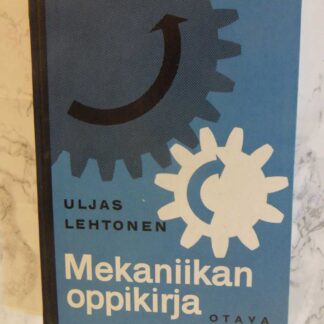 ULJAS
LEHTONEN
Mekaniikan
oppikirja
OTAVA